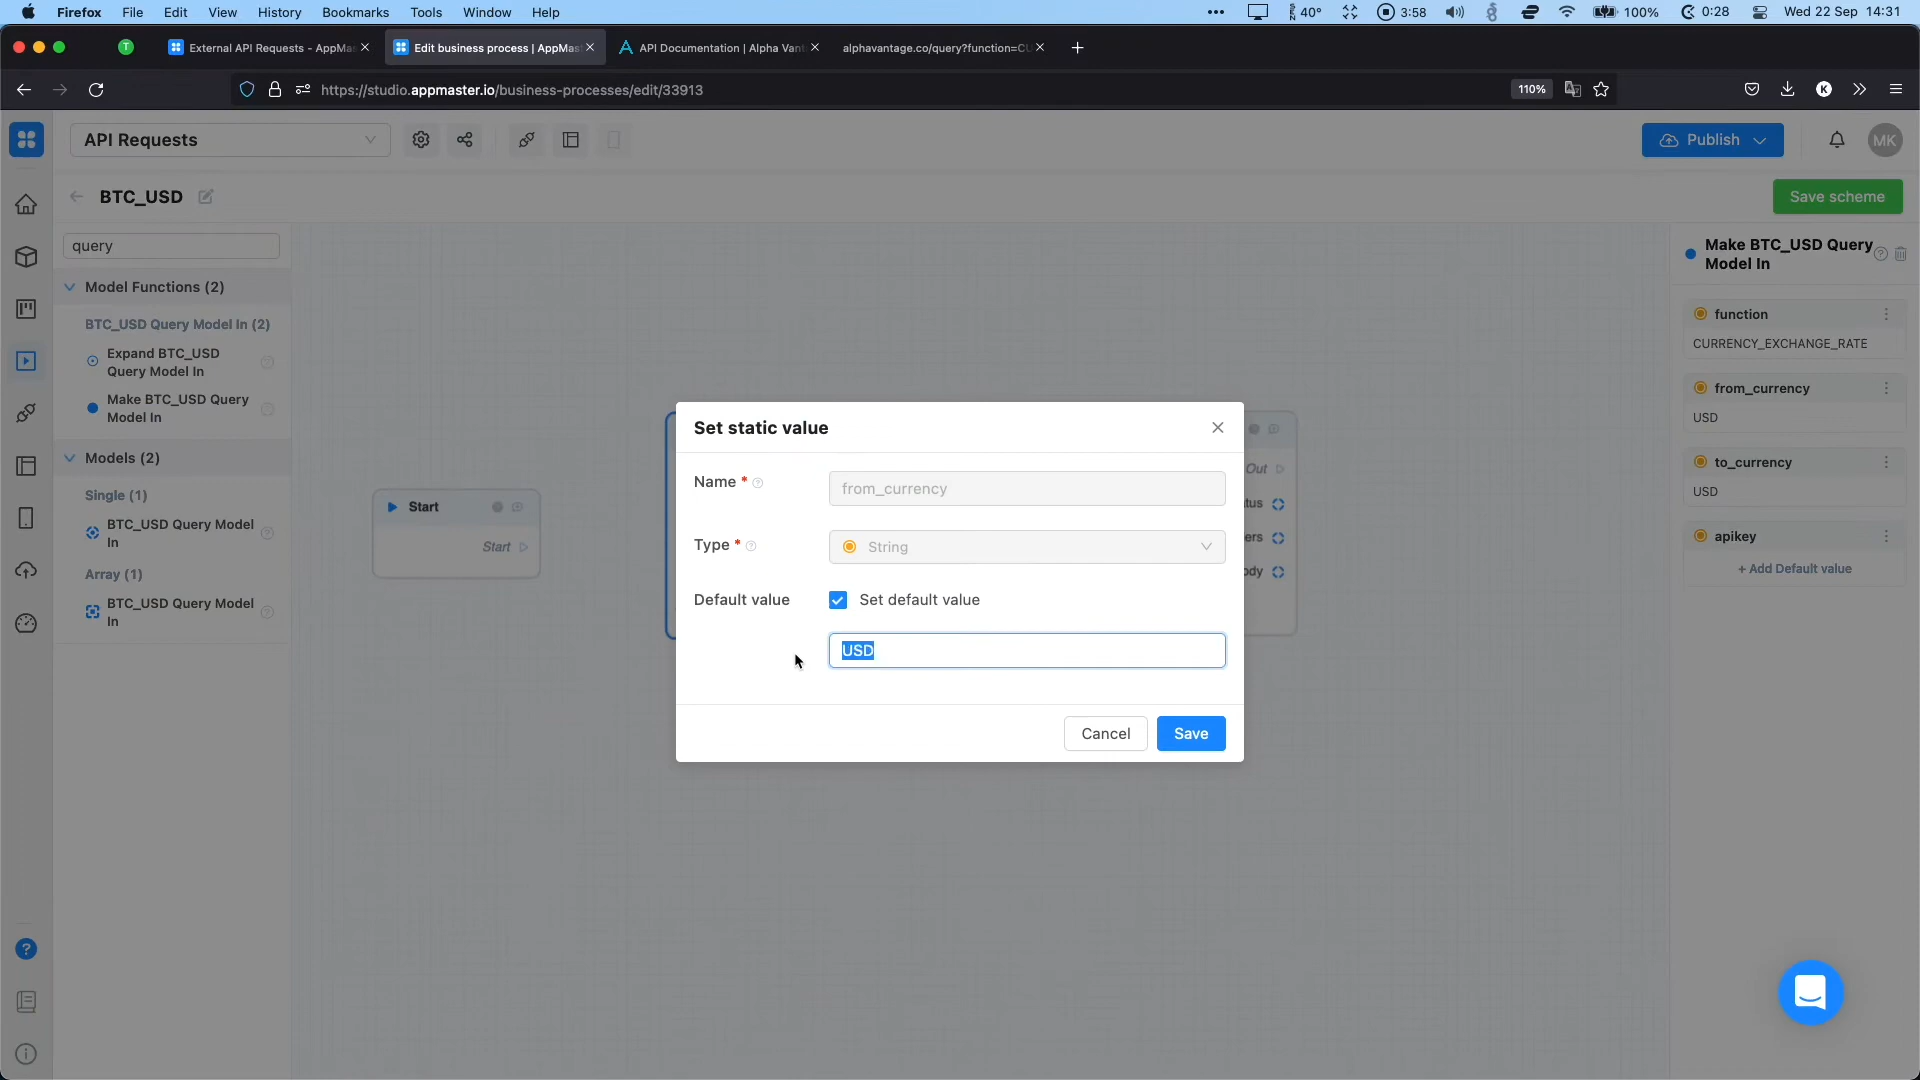 Firefox File Edit View History Bookmarks Tools Window Help
40° 3:58 100% 0:28 Wed 22 Sep 14:31
T External API Requests - AppMa
Edit business process | AppMas
API Documentation | Alpha Van
alphavantage.co/query?function=CU
https://studio.appmaster.io/business-processes/edit/33913
110%
K
API Requests
Publish
MK
BTC_USD
Save scheme
query
Model Functions (2)
BTC_USD Query Model In (2)
Expand BTC_USD
Query Model In
Make BTC_USD Query
Model In
Models (2)
Single (1)
BTC_USD Query Model
In
Array (1)
BTC_USD Query Model
In
Start
Start
Set static value
Name *
from_currency
Type *
String
Default value
Set default value
USD
Cancel
Save
Out
tus
ers
ody
Make BTC_USD Query
Model In
function
CURRENCY_EXCHANGE_RATE
from_currency
USD
to_currency
USD
apikey
+ Add Default value